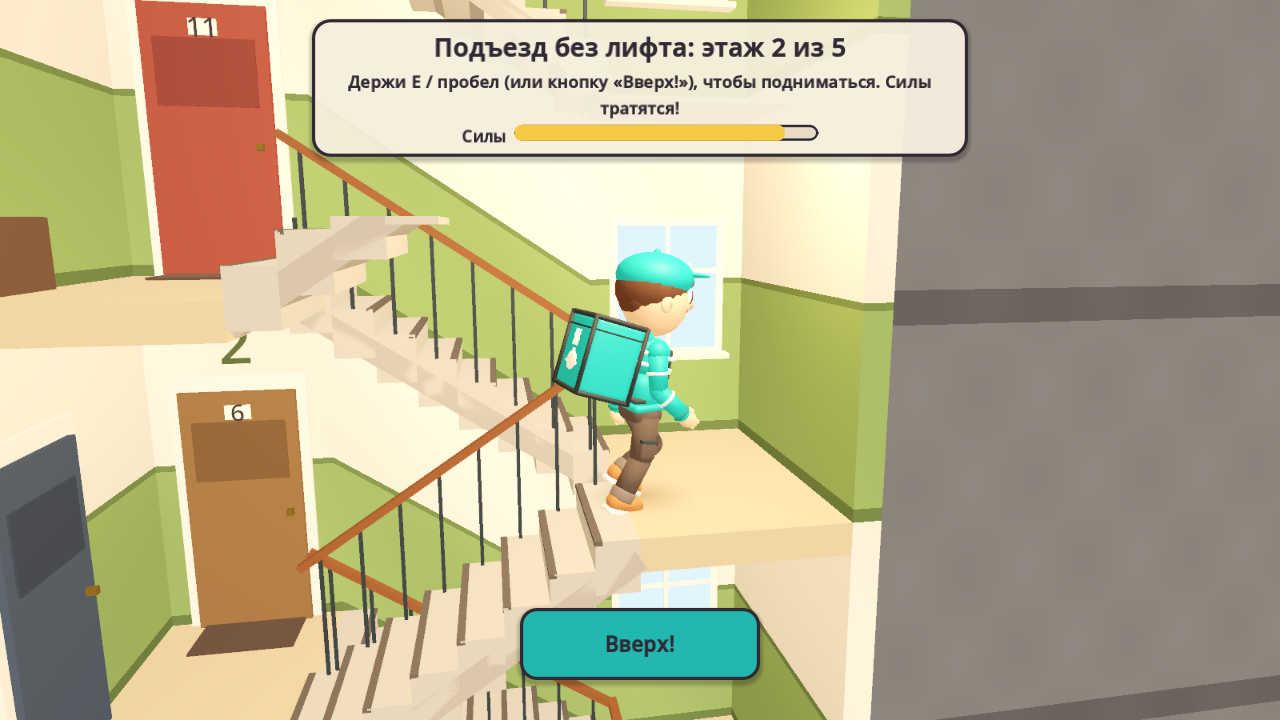 11
Подъезд без лифта: этаж 2 из 5
Держи E / пробел (или кнопку «Вверх!»), чтобы подниматься. Силы
тратятся!
Силы
2
6
Вверх!